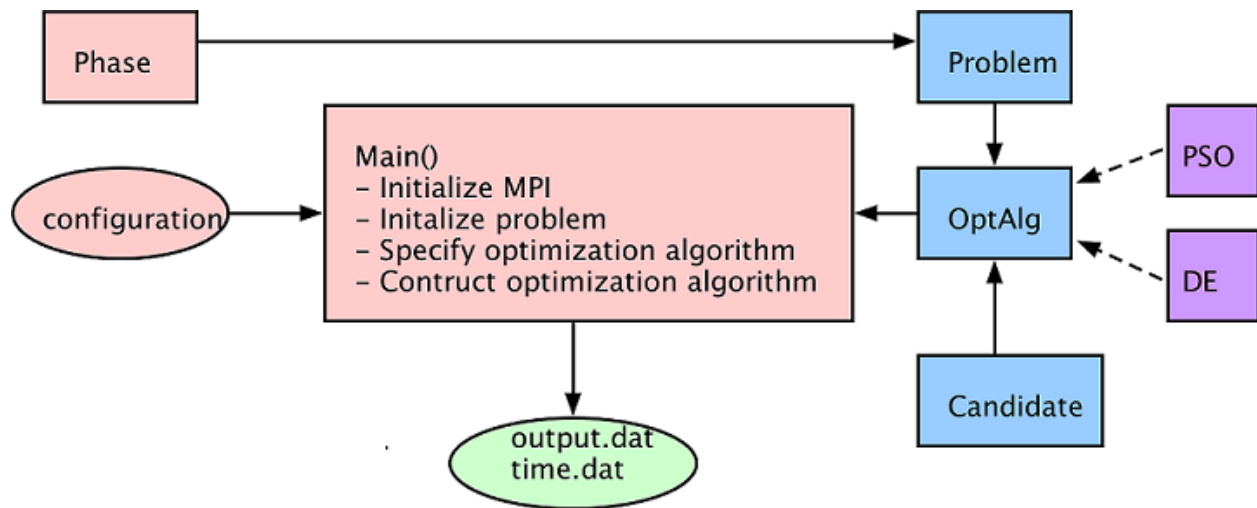 Phase
Problem
Main()
– Initialize MPI
– Initalize problem
– Specify optimization algorithm
– Contruct optimization algorithm
configuration
OptAlg
PSO
DE
Candidate
output.dat
time.dat